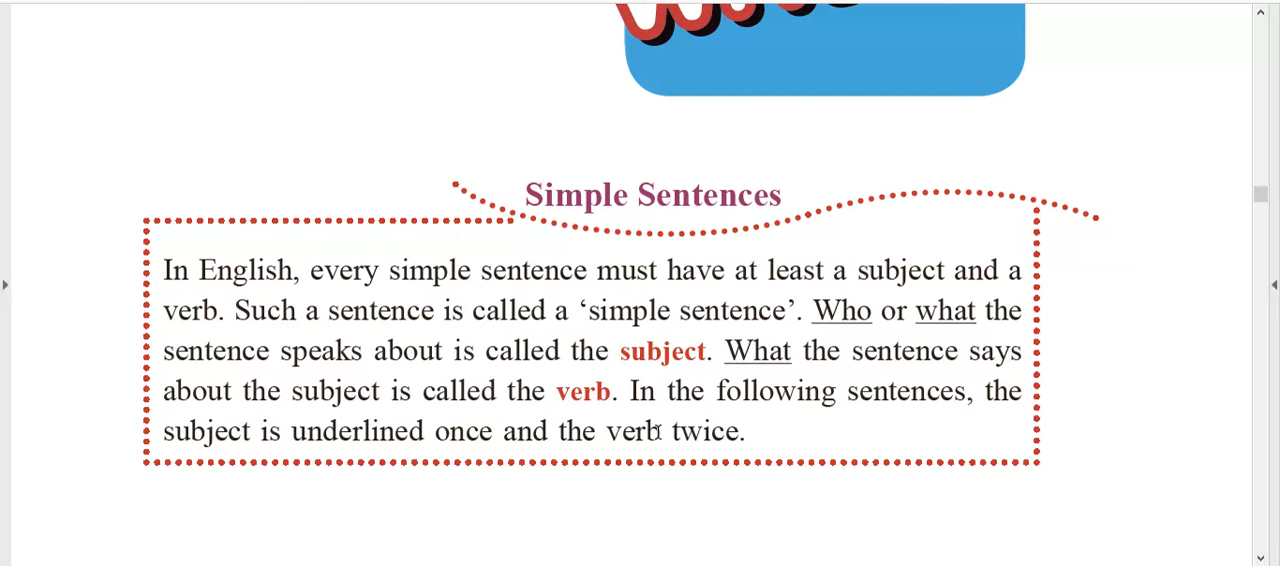 Simple Sentences
In English, every simple sentence must have at least a subject and a
verb. Such a sentence is called a ‘simple sentence’. Who or what the
sentence speaks about is called the subject. What the sentence says
about the subject is called the verb. In the following sentences, the
subject is underlined once and the verb twice.